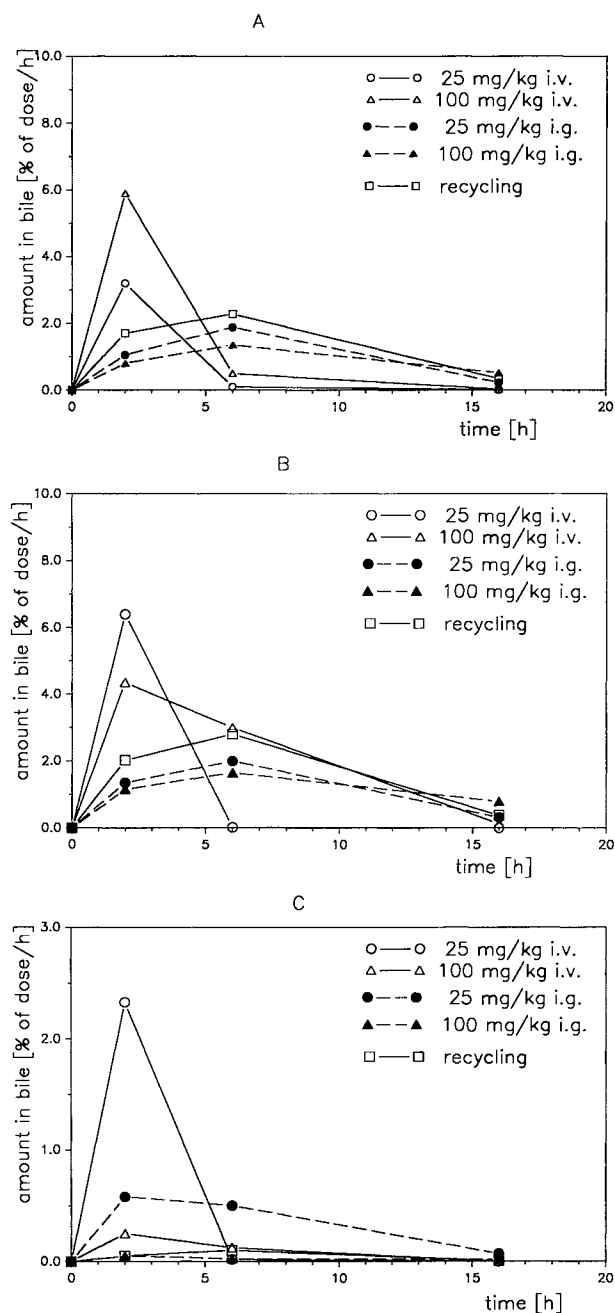 A
amount in bile [% of dose/h]
10.0
8.0
6.0
4.0
2.0
0.0
25 mg/kg i.v.
100 mg/kg i.v.
25 mg/kg i.g.
100 mg/kg i.g.
recycling
0
5
10
15
20
time [h]
B
amount in bile [% of dose/h]
10.0
8.0
6.0
4.0
2.0
0.0
25 mg/kg i.v.
100 mg/kg i.v.
25 mg/kg i.g.
100 mg/kg i.g.
recycling
0
5
10
15
20
time [h]
C
amount in bile [% of dose/h]
3.0
2.0
1.0
0.0
25 mg/kg i.v.
100 mg/kg i.v.
25 mg/kg i.g.
100 mg/kg i.g.
recycling
0
5
10
15
20
time [h]